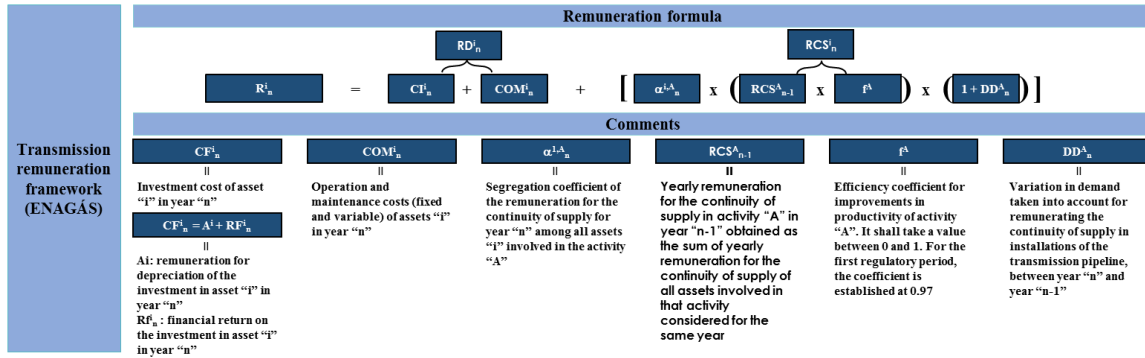 Remuneration formula
RDⁱₙ
RCSⁱₙ
Rⁱₙ = CIⁱₙ + COMⁱₙ + [ αⁱ,ᴬₙ x ( RCSᴬₙ₋₁ x fᴬ ) x ( 1 + DDᴬₙ ) ]
Comments
Transmission
remuneration
framework
(ENAGÁS)
CFⁱₙ
=
Investment cost of asset
“i” in year “n”
CFⁱₙ = Aⁱ + RFⁱₙ
=
Ai: remuneration for
depreciation of the
investment in asset “i” in
year “n”
Rfⁱₙ : financial return on
the investment in asset “i”
in year “n”
COMⁱₙ
=
Operation and
maintenance costs (fixed
and variable) of assets “i”
in year “n”
α¹,ᴬₙ
=
Segregation coefficient of
the remuneration for the
continuity of supply for
year “n” among all assets
“i” involved in the activity
“A”
RCSᴬₙ₋₁
=
Yearly remuneration
for the continuity of
supply in activity “A” in
year “n-1” obtained as
the sum of yearly
remuneration for the
continuity of supply of
all assets involved in
that activity
considered for the
same year
fᴬ
=
Efficiency coefficient for
improvements in
productivity of activity
“A”. It shall take a value
between 0 and 1. For the
first regulatory period,
the coefficient is
established at 0.97
DDᴬₙ
=
Variation in demand
taken into account for
remunerating the
continuity of supply in
installations of the
transmission pipeline,
between year “n” and
year “n-1”